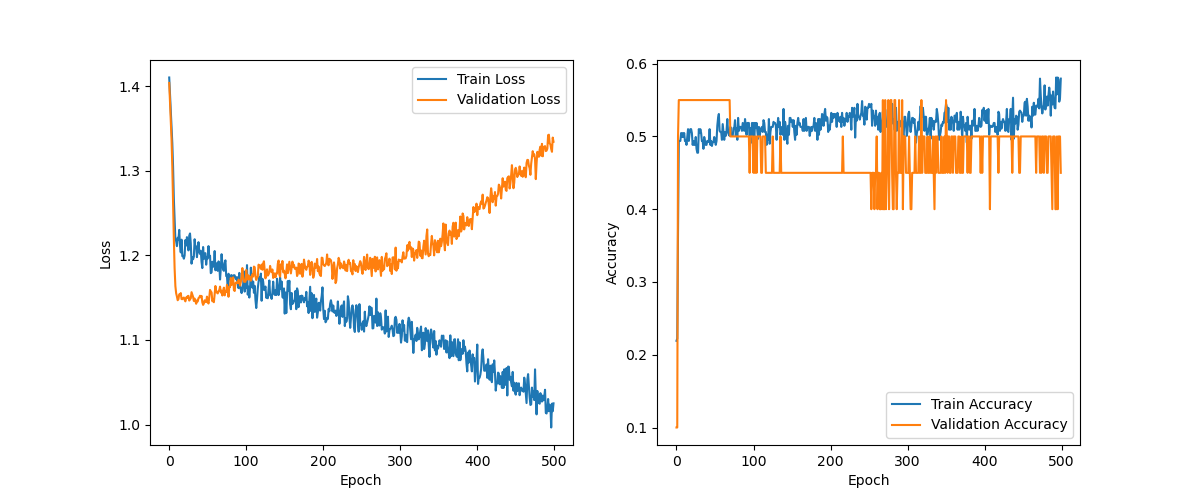 1.4
1.3
1.2
1.1
1.0
Loss
0 100 200 300 400 500
Epoch
Train Loss
Validation Loss
0.6
0.5
0.4
0.3
0.2
0.1
Accuracy
0 100 200 300 400 500
Epoch
Train Accuracy
Validation Accuracy